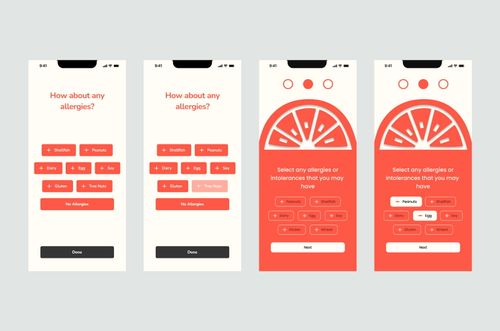 9:41
How about any
allergies?
+ Shellfish + Peanuts
+ Dairy + Egg + Soy
+ Gluten + Tree Nuts
No Allergies
Done
9:41
How about any
allergies?
+ Shellfish + Peanuts
+ Dairy + Egg + Soy
+ Gluten + Tree Nuts
No Allergies
Done
9:41
Select any allergies or
intolerances that you may
have
+ Peanuts + Shellfish
+ Dairy + Egg + Soy
+ Gluten + Wheat
Next
9:41
Select any allergies or
intolerances that you may
have
− Peanuts + Shellfish
+ Dairy − Egg + Soy
+ Gluten + Wheat
Next